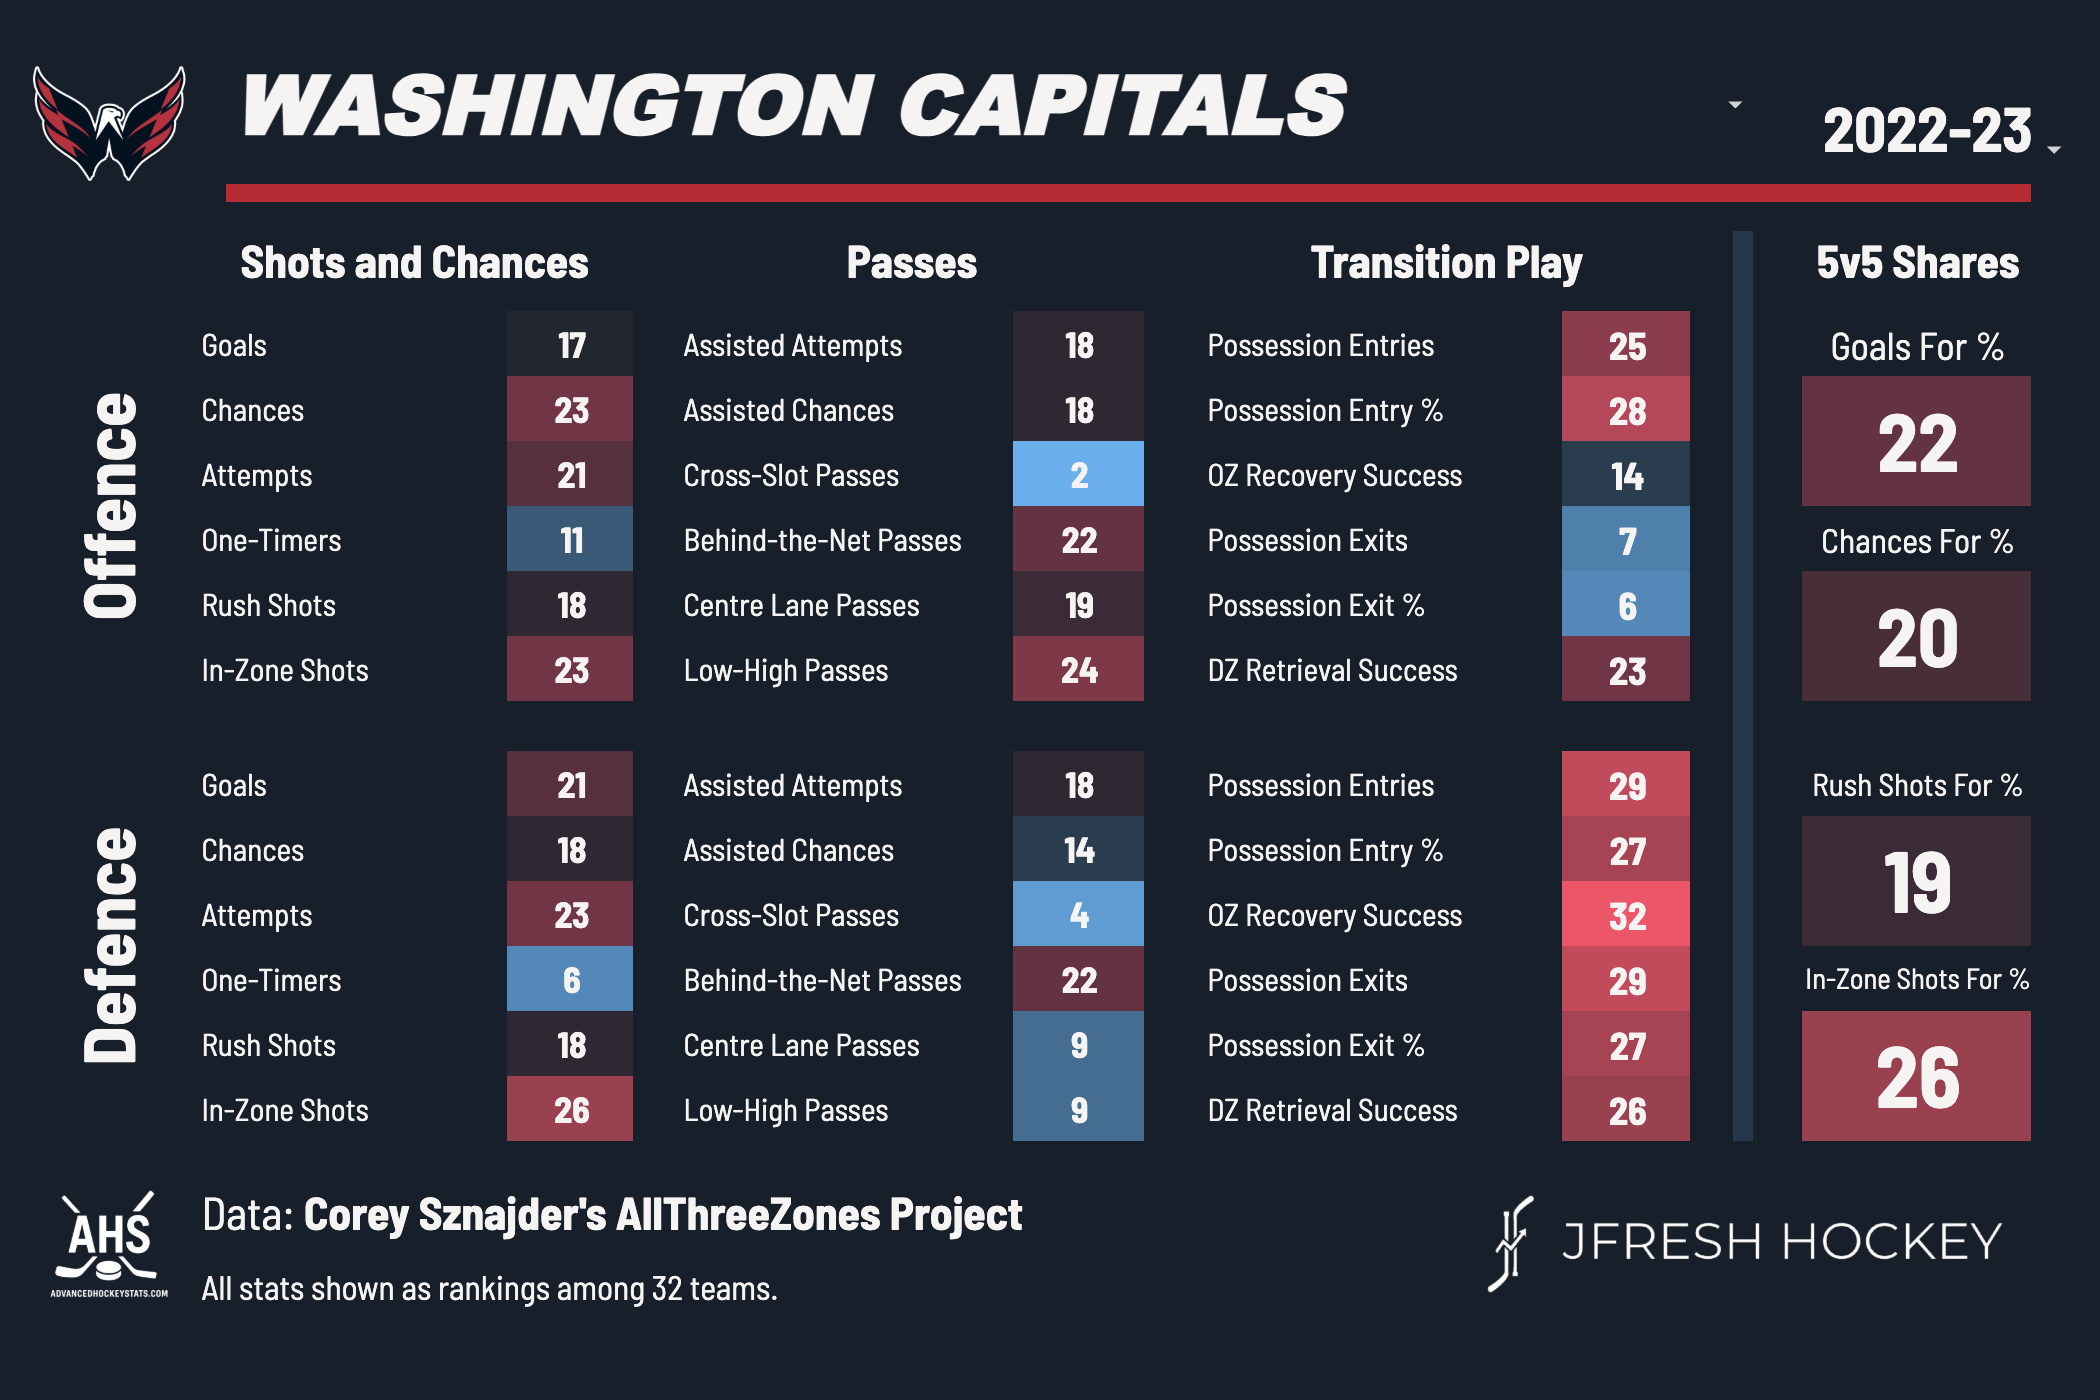 WASHINGTON CAPITALS
2022-23
Shots and Chances
Passes
Transition Play
5v5 Shares
Offence
Goals 17
Chances 23
Attempts 21
One-Timers 11
Rush Shots 18
In-Zone Shots 23
Assisted Attempts 18
Assisted Chances 18
Cross-Slot Passes 2
Behind-the-Net Passes 22
Centre Lane Passes 19
Low-High Passes 24
Possession Entries 25
Possession Entry % 28
OZ Recovery Success 14
Possession Exits 7
Possession Exit % 6
DZ Retrieval Success 23
Goals For %
22
Chances For %
20
Defence
Goals 21
Chances 18
Attempts 23
One-Timers 6
Rush Shots 18
In-Zone Shots 26
Assisted Attempts 18
Assisted Chances 14
Cross-Slot Passes 4
Behind-the-Net Passes 22
Centre Lane Passes 9
Low-High Passes 9
Possession Entries 29
Possession Entry % 27
OZ Recovery Success 32
Possession Exits 29
Possession Exit % 27
DZ Retrieval Success 26
Rush Shots For %
19
In-Zone Shots For %
26
AHS
ADVANCEDHOCKEYSTATS.COM
Data: Corey Sznajder's AllThreeZones Project
All stats shown as rankings among 32 teams.
JFRESH HOCKEY